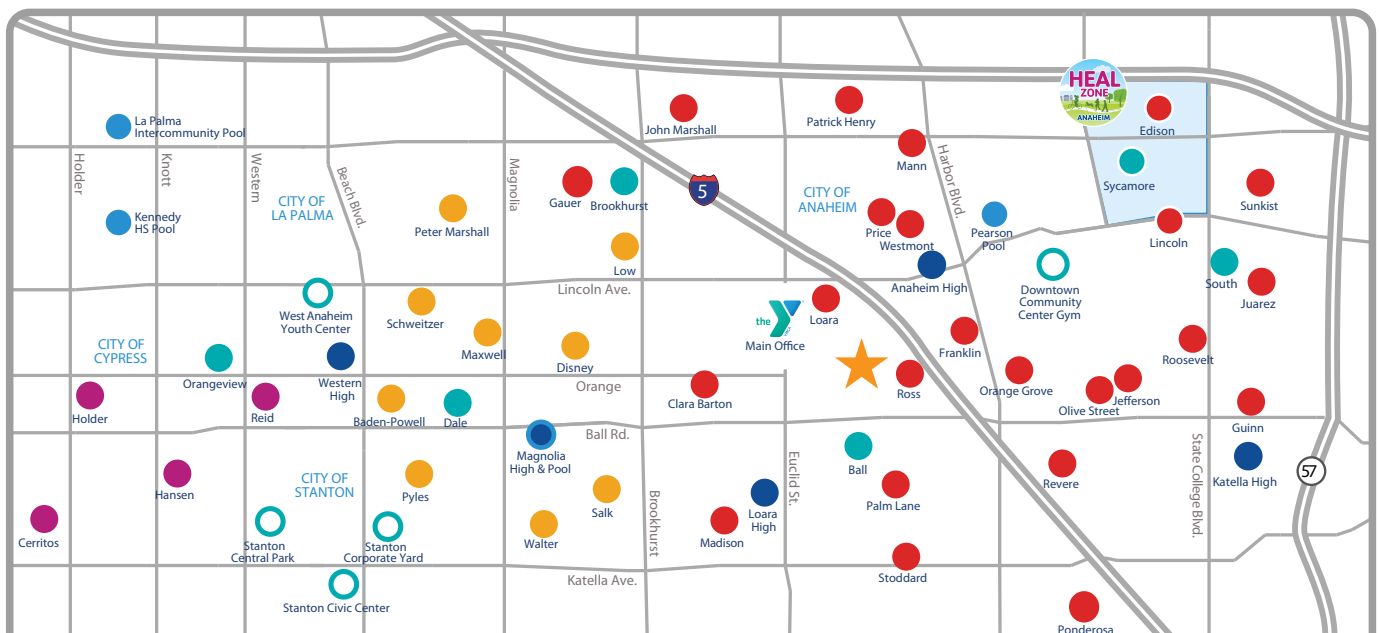 HEAL
ZONE
ANAHEIM
Edison
John Marshall
Patrick Henry
La Palma
Intercommunity Pool
Mann
Holder
Knott
Western
Beach Blvd.
Magnolia
Harbor Blvd.
Sycamore
Gauer
Brookhurst
5
CITY OF
ANAHEIM
CITY OF
LA PALMA
Sunkist
Kennedy
HS Pool
Peter Marshall
Price
Westmont
Pearson
Pool
Lincoln
Low
Anaheim High
Lincoln Ave.
Downtown
Community
Center Gym
South
Juarez
West Anaheim
Youth Center
Schweitzer
the
YMCA
Main Office
Loara
Maxwell
Franklin
CITY OF
CYPRESS
Roosevelt
Orangeview
Western
High
Disney
Orange
Ross
Orange Grove
Jefferson
Olive Street
Clara Barton
Holder
Reid
Baden-Powell
Dale
Guinn
Ball Rd.
Magnolia
High & Pool
Euclid St.
Ball
State College Blvd.
57
Katella High
Revere
Hansen
CITY OF
STANTON
Pyles
Salk
Brookhurst
Loara
High
Palm Lane
Cerritos
Stanton
Central Park
Stanton
Corporate Yard
Walter
Madison
Katella Ave.
Stoddard
Stanton Civic Center
Ponderosa